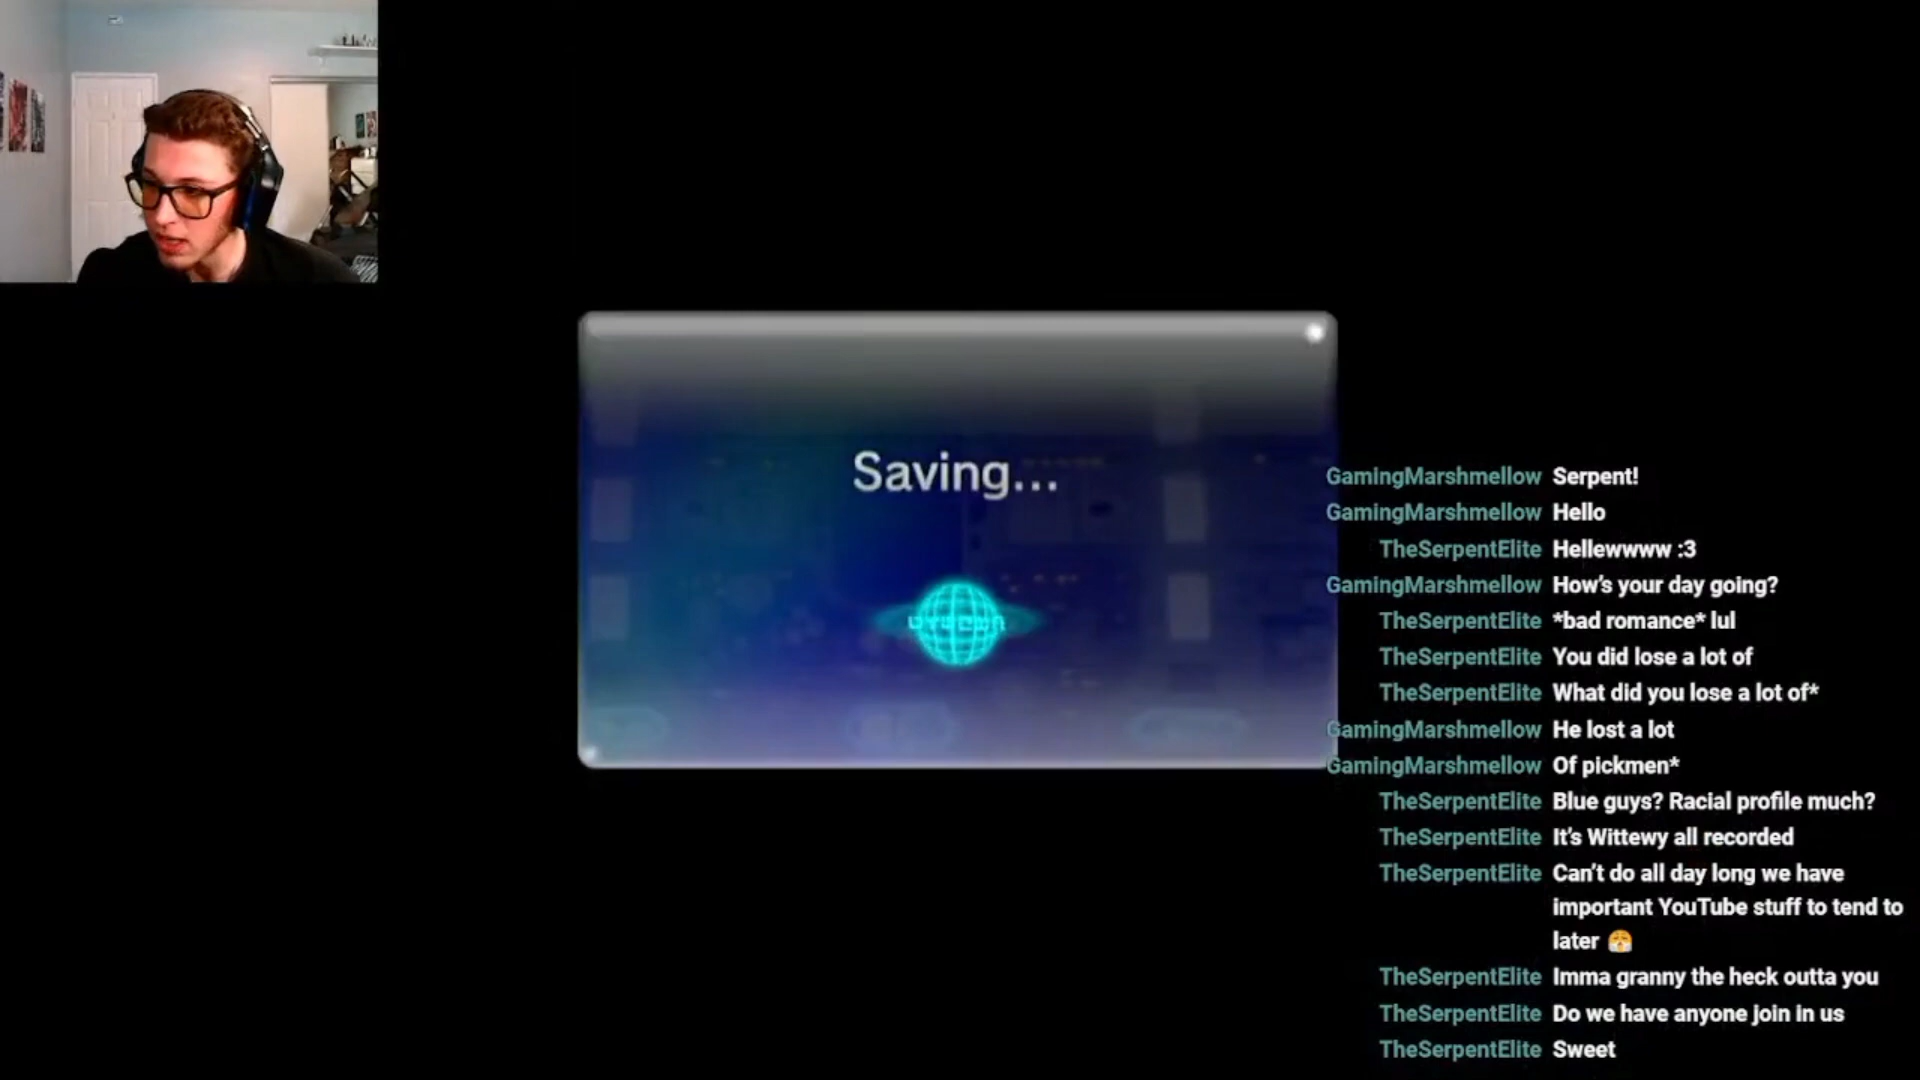 Saving...
GamingMarshmellow Serpent!
GamingMarshmellow Hello
TheSerpentElite Hellewwww :3
GamingMarshmellow How's your day going?
TheSerpentElite *bad romance* lul
TheSerpentElite You did lose a lot of
TheSerpentElite What did you lose a lot of*
GamingMarshmellow He lost a lot
GamingMarshmellow Of pickmen*
TheSerpentElite Blue guys? Racial profile much?
TheSerpentElite It's Wittewy all recorded
TheSerpentElite Can't do all day long we have
important YouTube stuff to tend to
later 😤
TheSerpentElite Imma granny the heck outta you
TheSerpentElite Do we have anyone join in us
TheSerpentElite Sweet